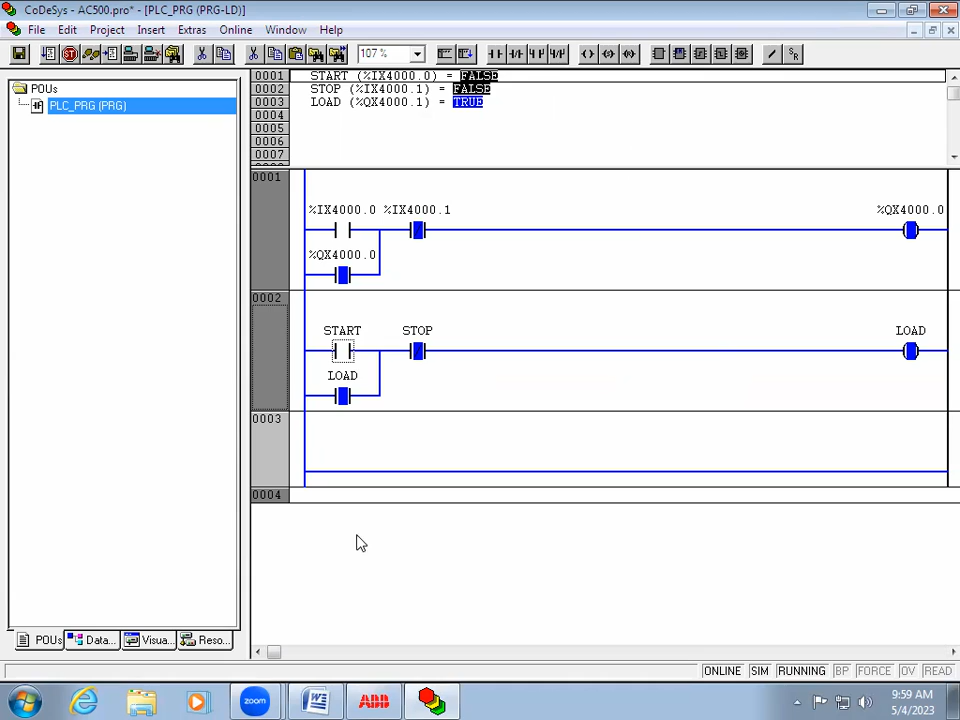 CoDeSys - AC500.pro* - [PLC_PRG (PRG-LD)]
File Edit Project Insert Extras Online Window Help
107 %
POUs
PLC_PRG (PRG)
0001 START (%IX4000.0) = FALSE
0002 STOP (%IX4000.1) = FALSE
0003 LOAD (%QX4000.1) = TRUE
0004
0005
0006
0007
0001
%IX4000.0 %IX4000.1 %QX4000.0
%QX4000.0
0002
START STOP LOAD
LOAD
0003
0004
POUs Data... Visua... Reso...
ONLINE SIM RUNNING BP FORCE OV READ
zoom
W
ABB
9:59 AM
5/4/2023